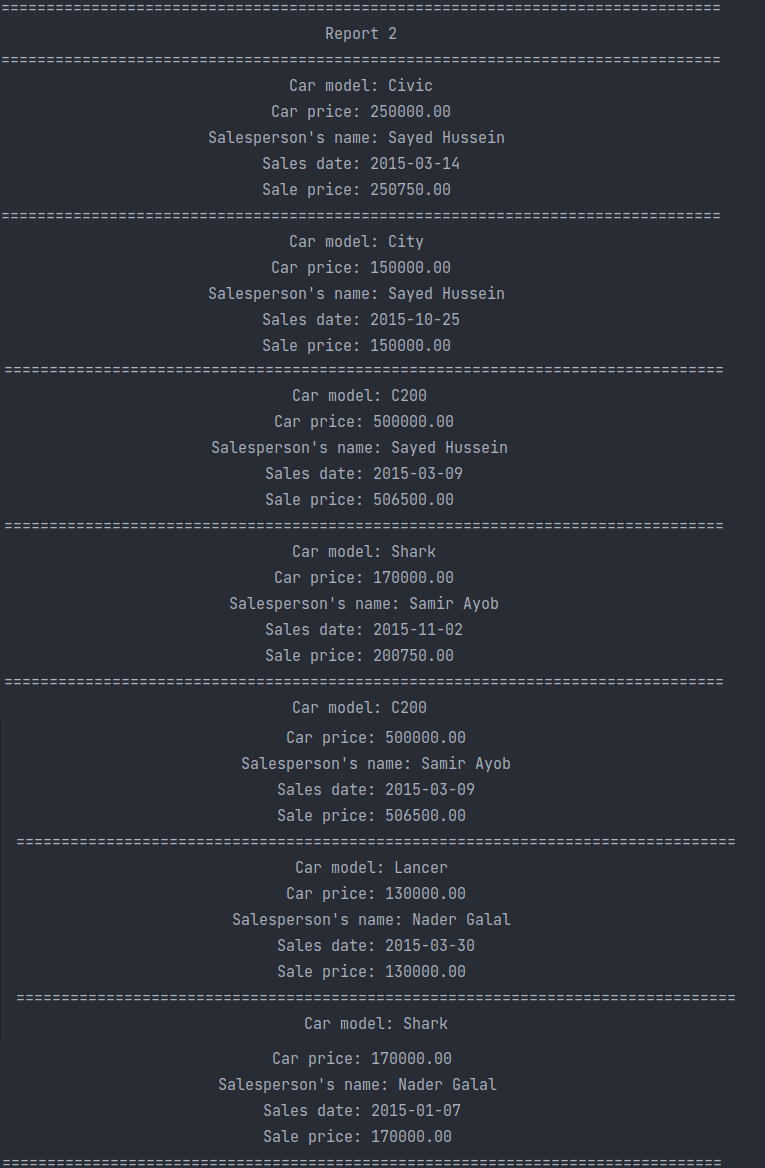 ================================================================================
Report 2
================================================================================
Car model: Civic
Car price: 250000.00
Salesperson's name: Sayed Hussein
Sales date: 2015-03-14
Sale price: 250750.00
================================================================================
Car model: City
Car price: 150000.00
Salesperson's name: Sayed Hussein
Sales date: 2015-10-25
Sale price: 150000.00
================================================================================
Car model: C200
Car price: 500000.00
Salesperson's name: Sayed Hussein
Sales date: 2015-03-09
Sale price: 506500.00
================================================================================
Car model: Shark
Car price: 170000.00
Salesperson's name: Samir Ayob
Sales date: 2015-11-02
Sale price: 200750.00
================================================================================
Car model: C200
Car price: 500000.00
Salesperson's name: Samir Ayob
Sales date: 2015-03-09
Sale price: 506500.00
================================================================================
Car model: Lancer
Car price: 130000.00
Salesperson's name: Nader Galal
Sales date: 2015-03-30
Sale price: 130000.00
================================================================================
Car model: Shark
Car price: 170000.00
Salesperson's name: Nader Galal
Sales date: 2015-01-07
Sale price: 170000.00
================================================================================